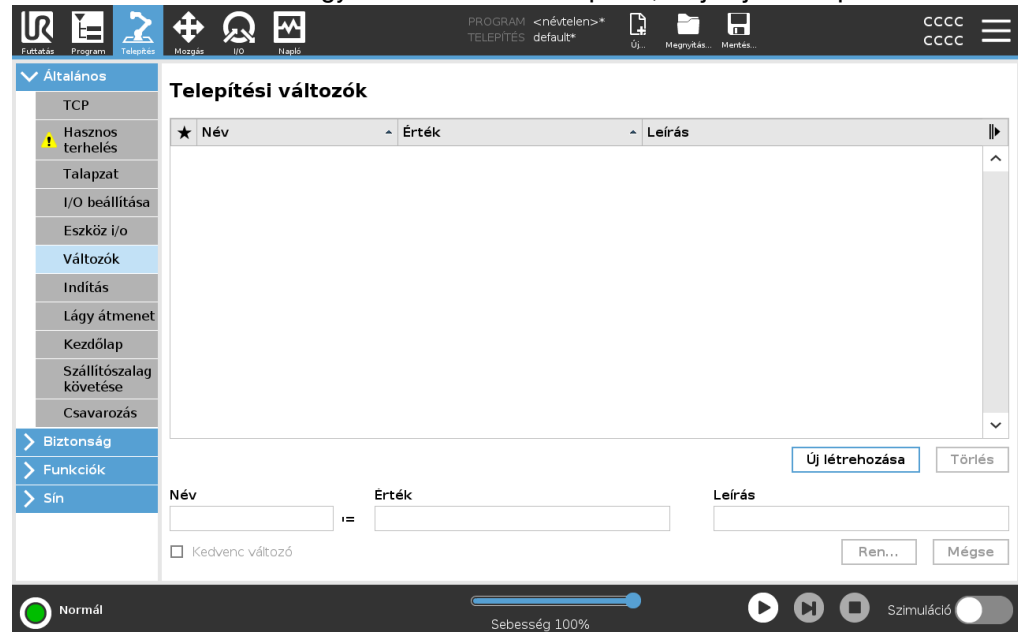 PROGRAM <névtelen>*
TELEPÍTÉS default*
CCCC
CCCC
Futtatás Program Telepítés Mozgás I/O Napló Új... Megnyitás... Mentés...
Általános
TCP
Hasznos
terhelés
Talapzat
I/O beállítása
Eszköz i/o
Változók
Indítás
Lágy átmenet
Kezdőlap
Szállítószalag
követése
Csavarozás
Biztonság
Funkciók
Sín
Telepítési változók
Név Érték Leírás
Új létrehozása Törlés
Név Érték Leírás
:=
Kedvenc változó Ren... Mégse
Normál
Sebesség 100%
Szimuláció